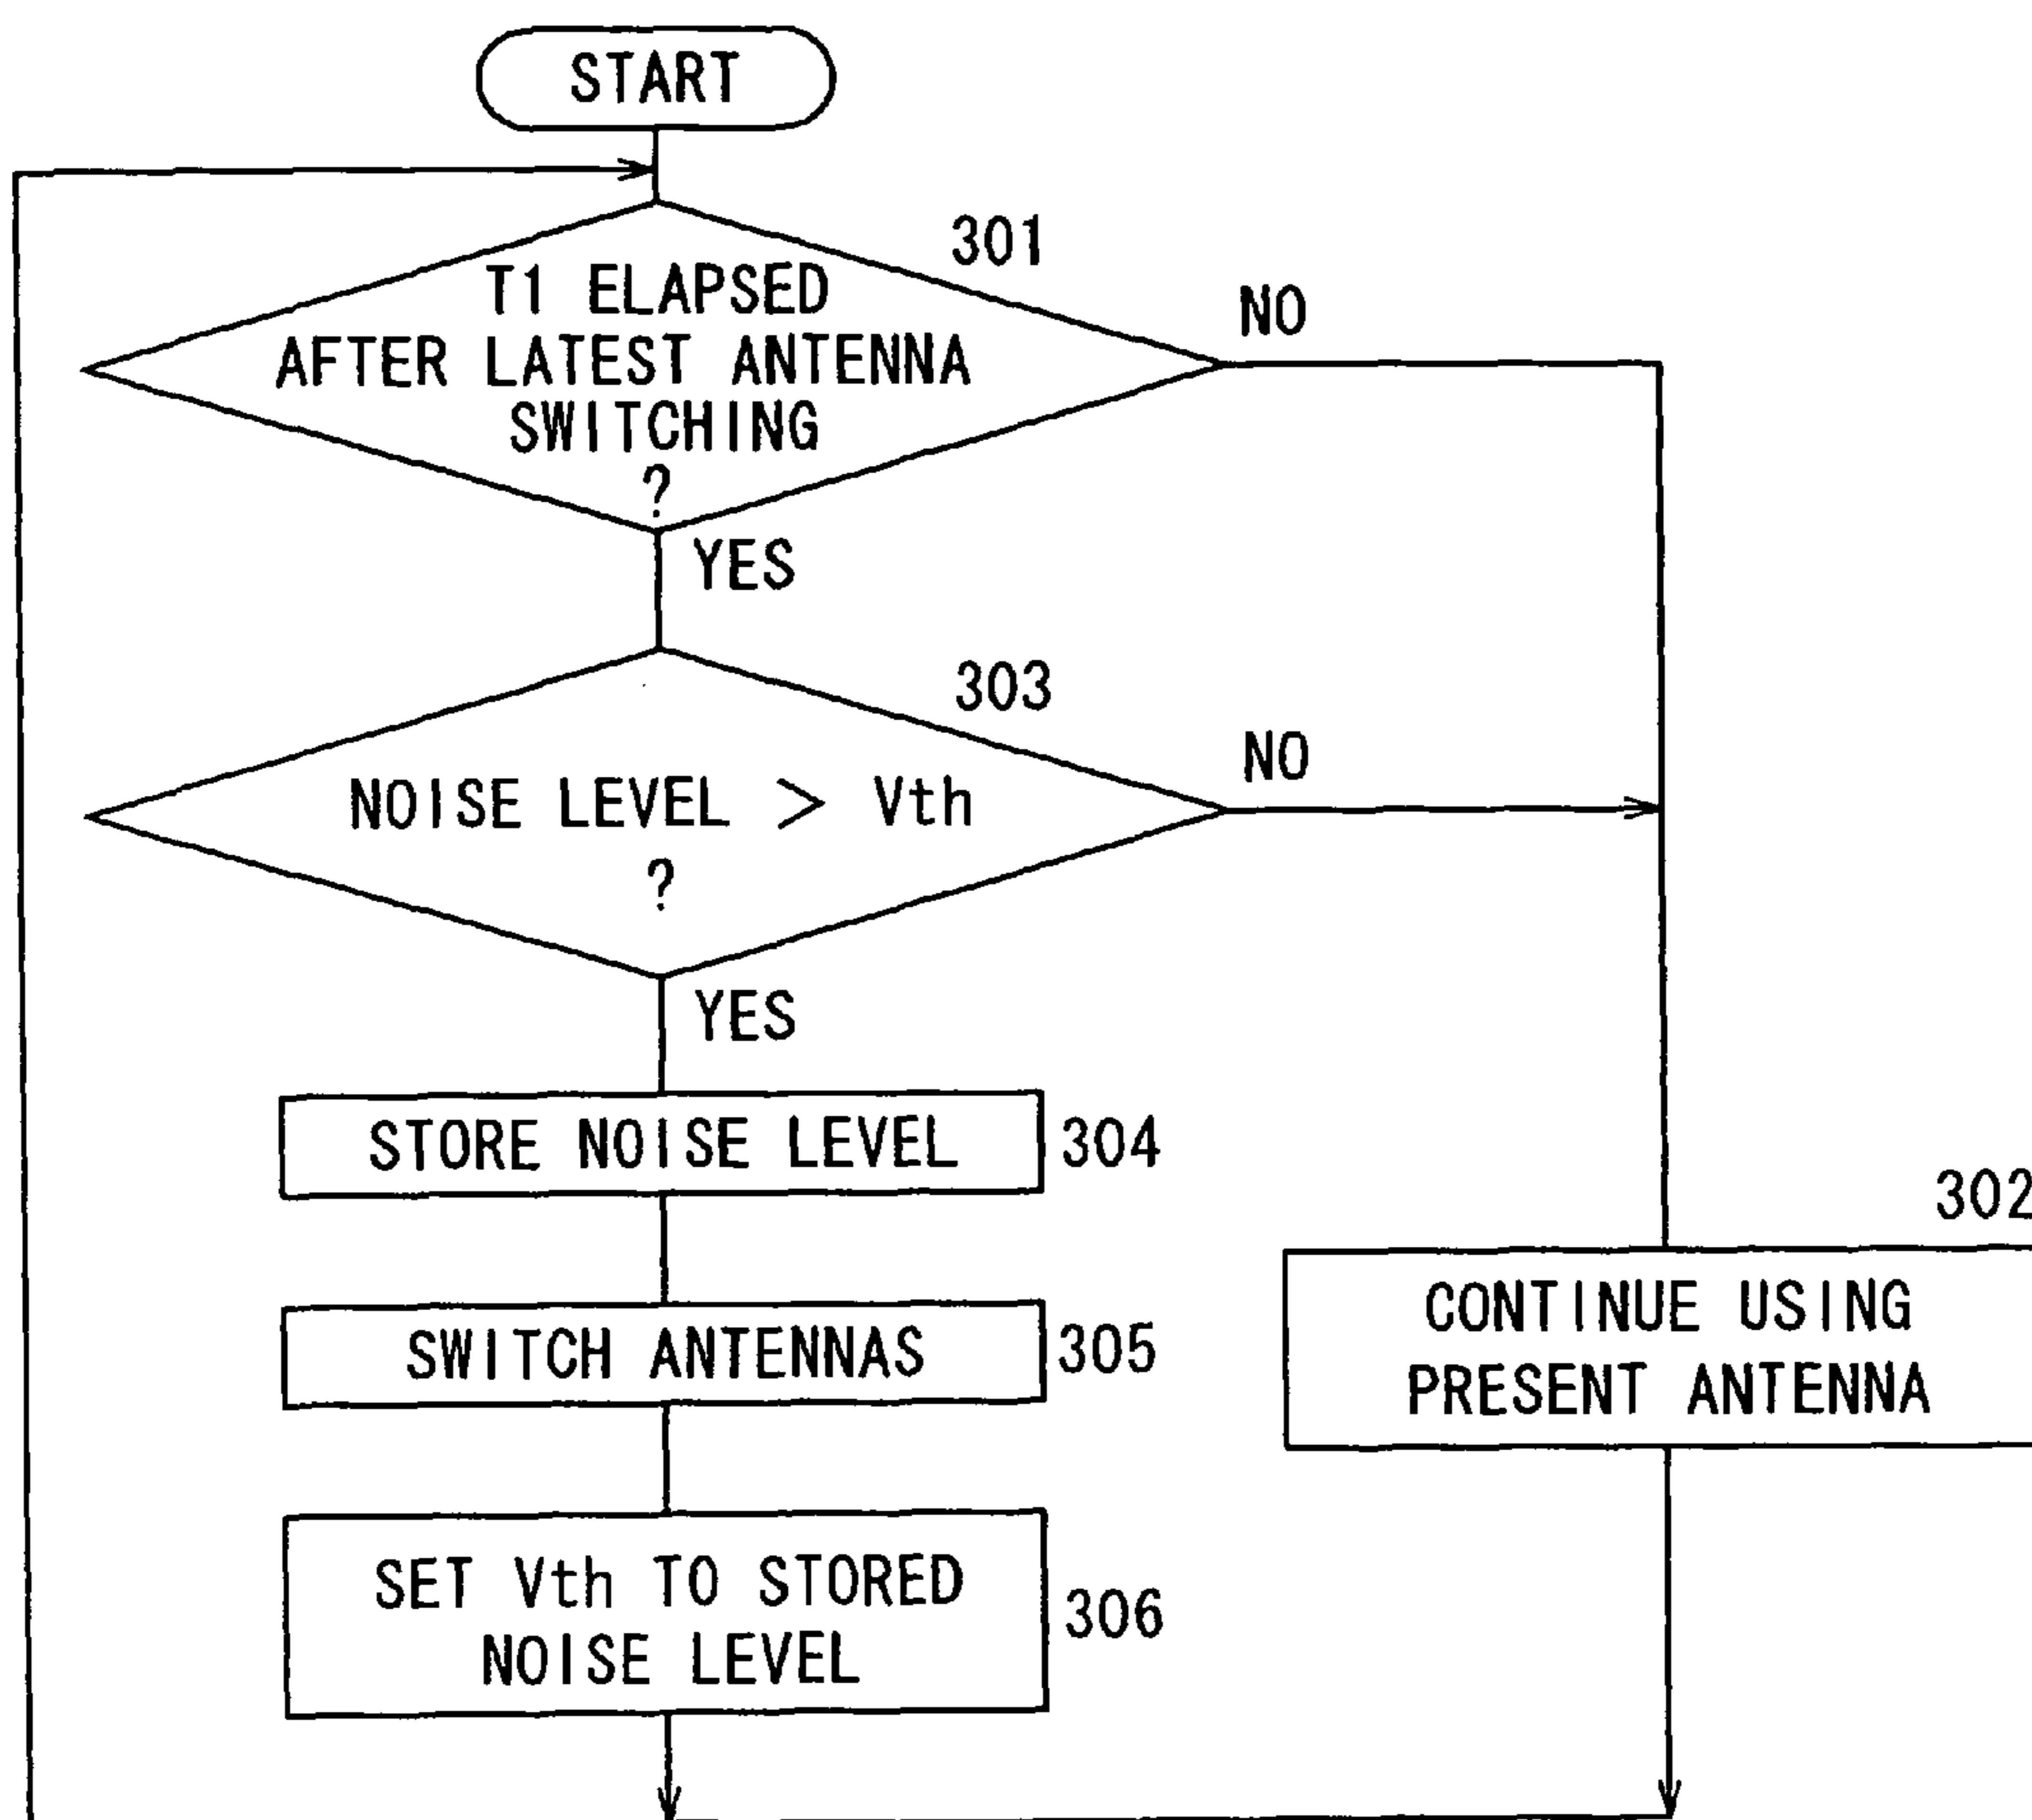 START
301
T1 ELAPSED
AFTER LATEST ANTENNA
SWITCHING
?
NO
YES
303
NOISE LEVEL > Vth
?
NO
YES
STORE NOISE LEVEL
304
302
SWITCH ANTENNAS
305
CONTINUE USING
PRESENT ANTENNA
SET Vth TO STORED
NOISE LEVEL
306